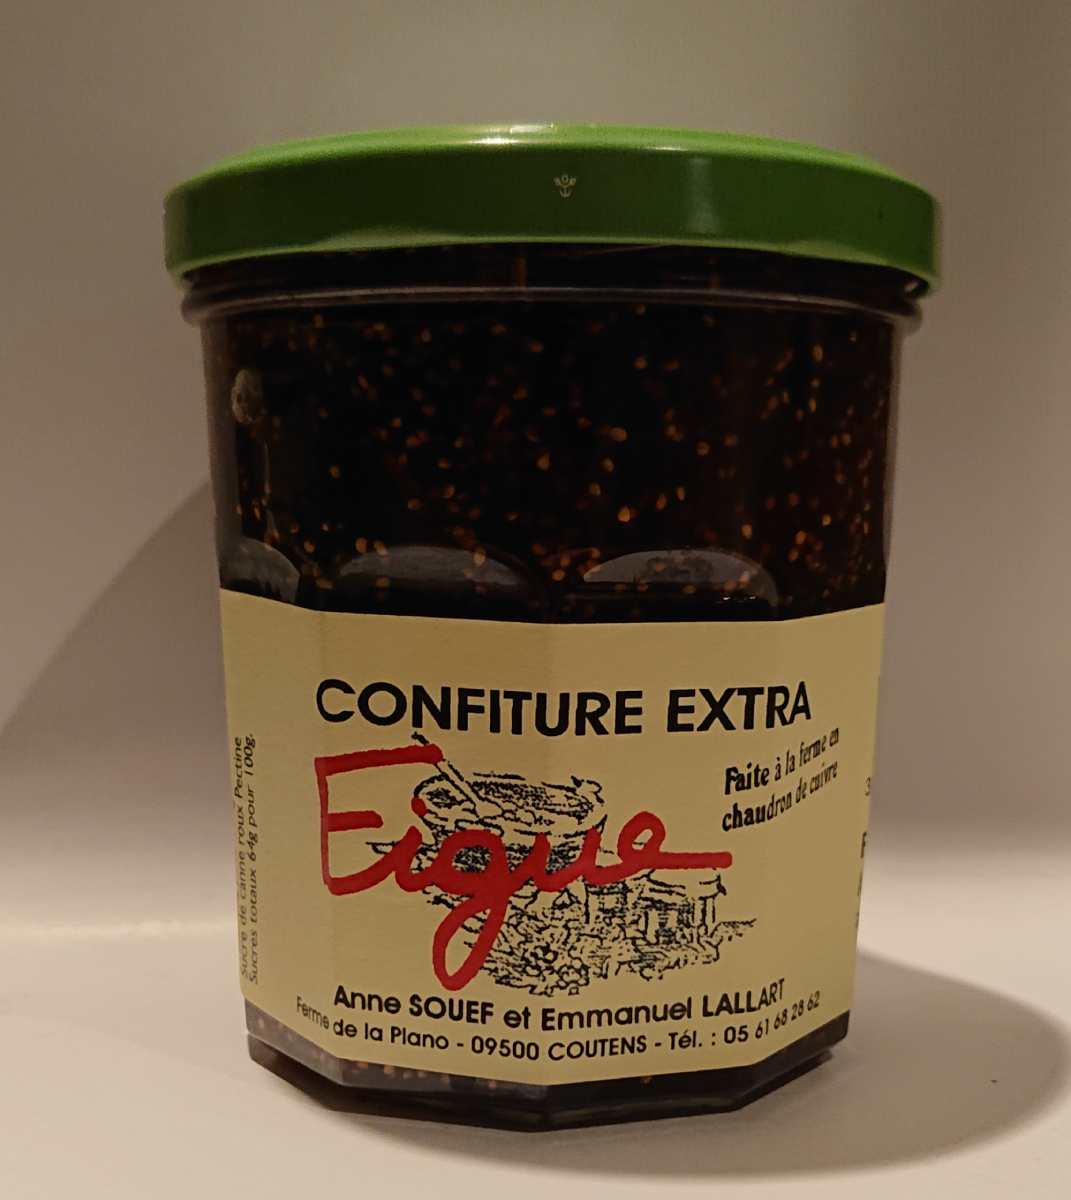 CONFITURE EXTRA
Figue
Faite à la ferme en
chaudron de cuivre
Anne SOUEF et Emmanuel LALLART
Ferme de la Plano - 09500 COUTENS - Tél. : 05 61 68 28 62
Sucre de canne roux Pectine
Sucres totaux 64g pour 100g.